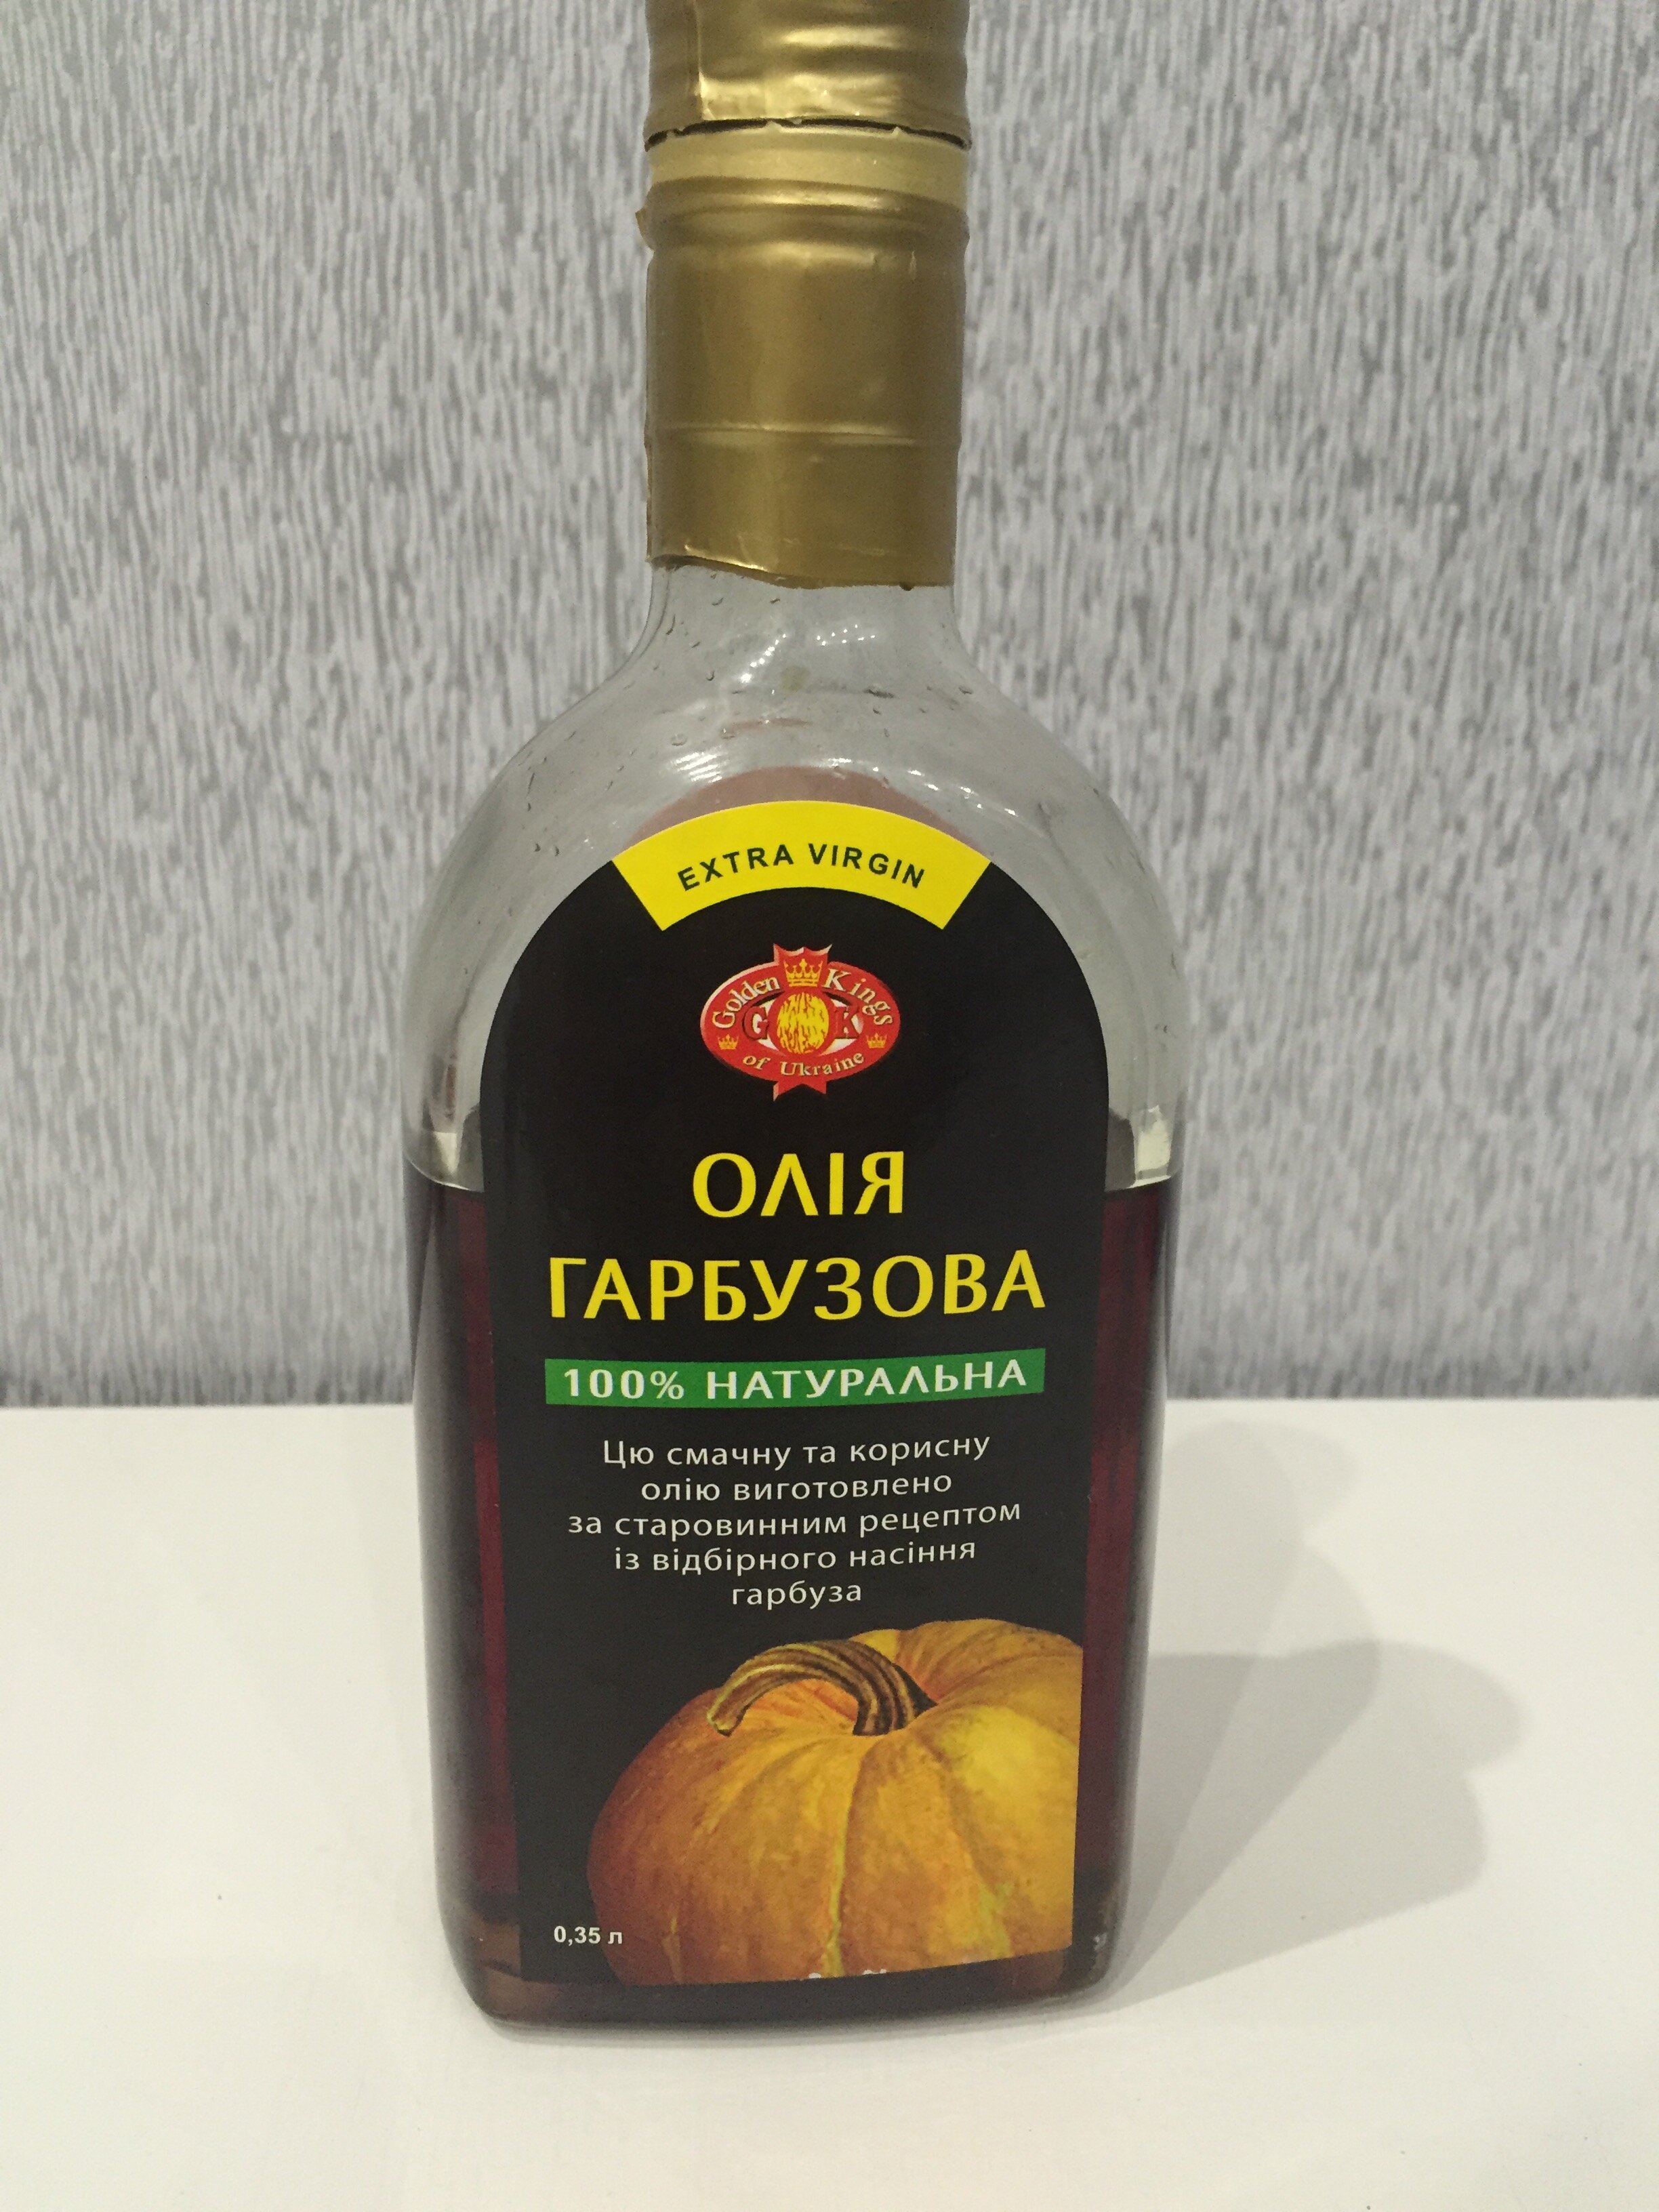 EXTRA VIRGIN
Golden Kings
G K
of Ukraine
ОЛІЯ
ГАРБУЗОВА
100% НАТУРАЛЬНА
Цю смачну та корисну
олію виготовлено
за старовинним рецептом
із відбірного насіння
гарбуза
0,35 л